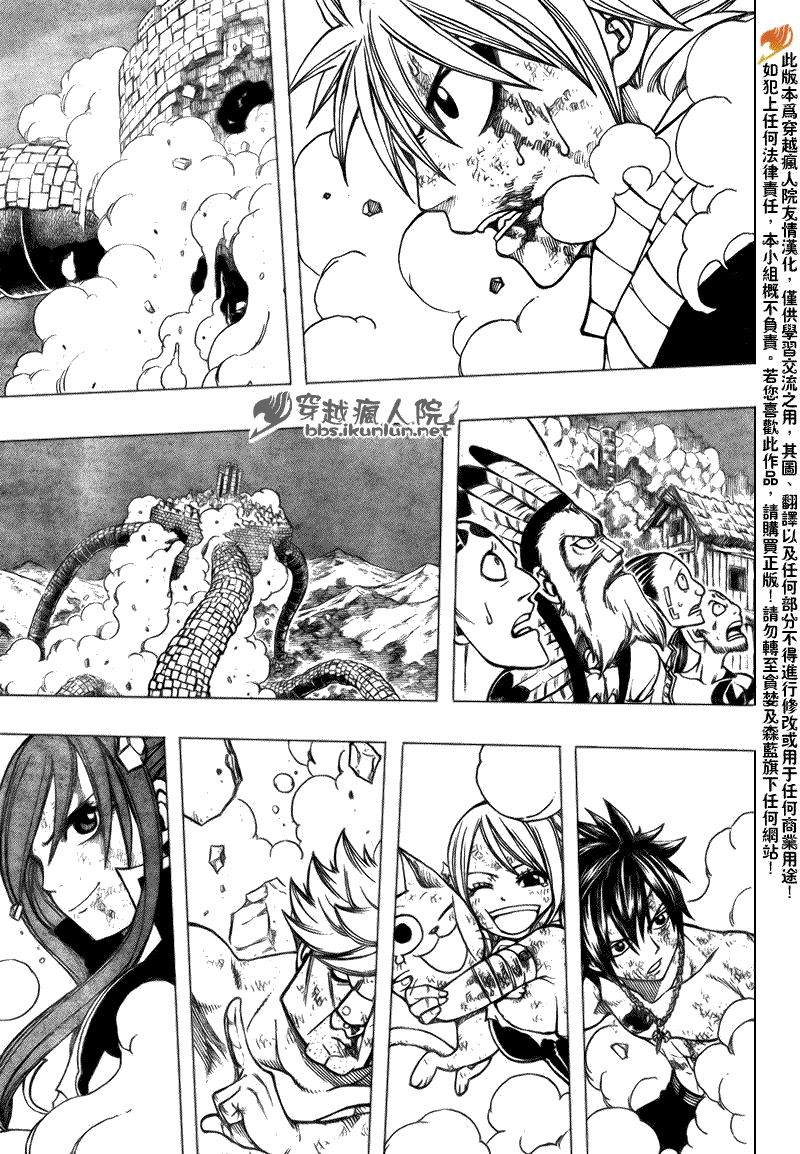 此版本爲穿越瘋人院友情漢化，僅供學習交流之用，其圖、翻譯以及任何部分不得進行修改或用于任何商業用途！
如犯上任何法律責任，本小組概不負責。若您喜歡此作品，請購買正版！請勿轉至貪婪及森藍旗下任何網站！
穿越瘋人院
bbs.ikunlun.net